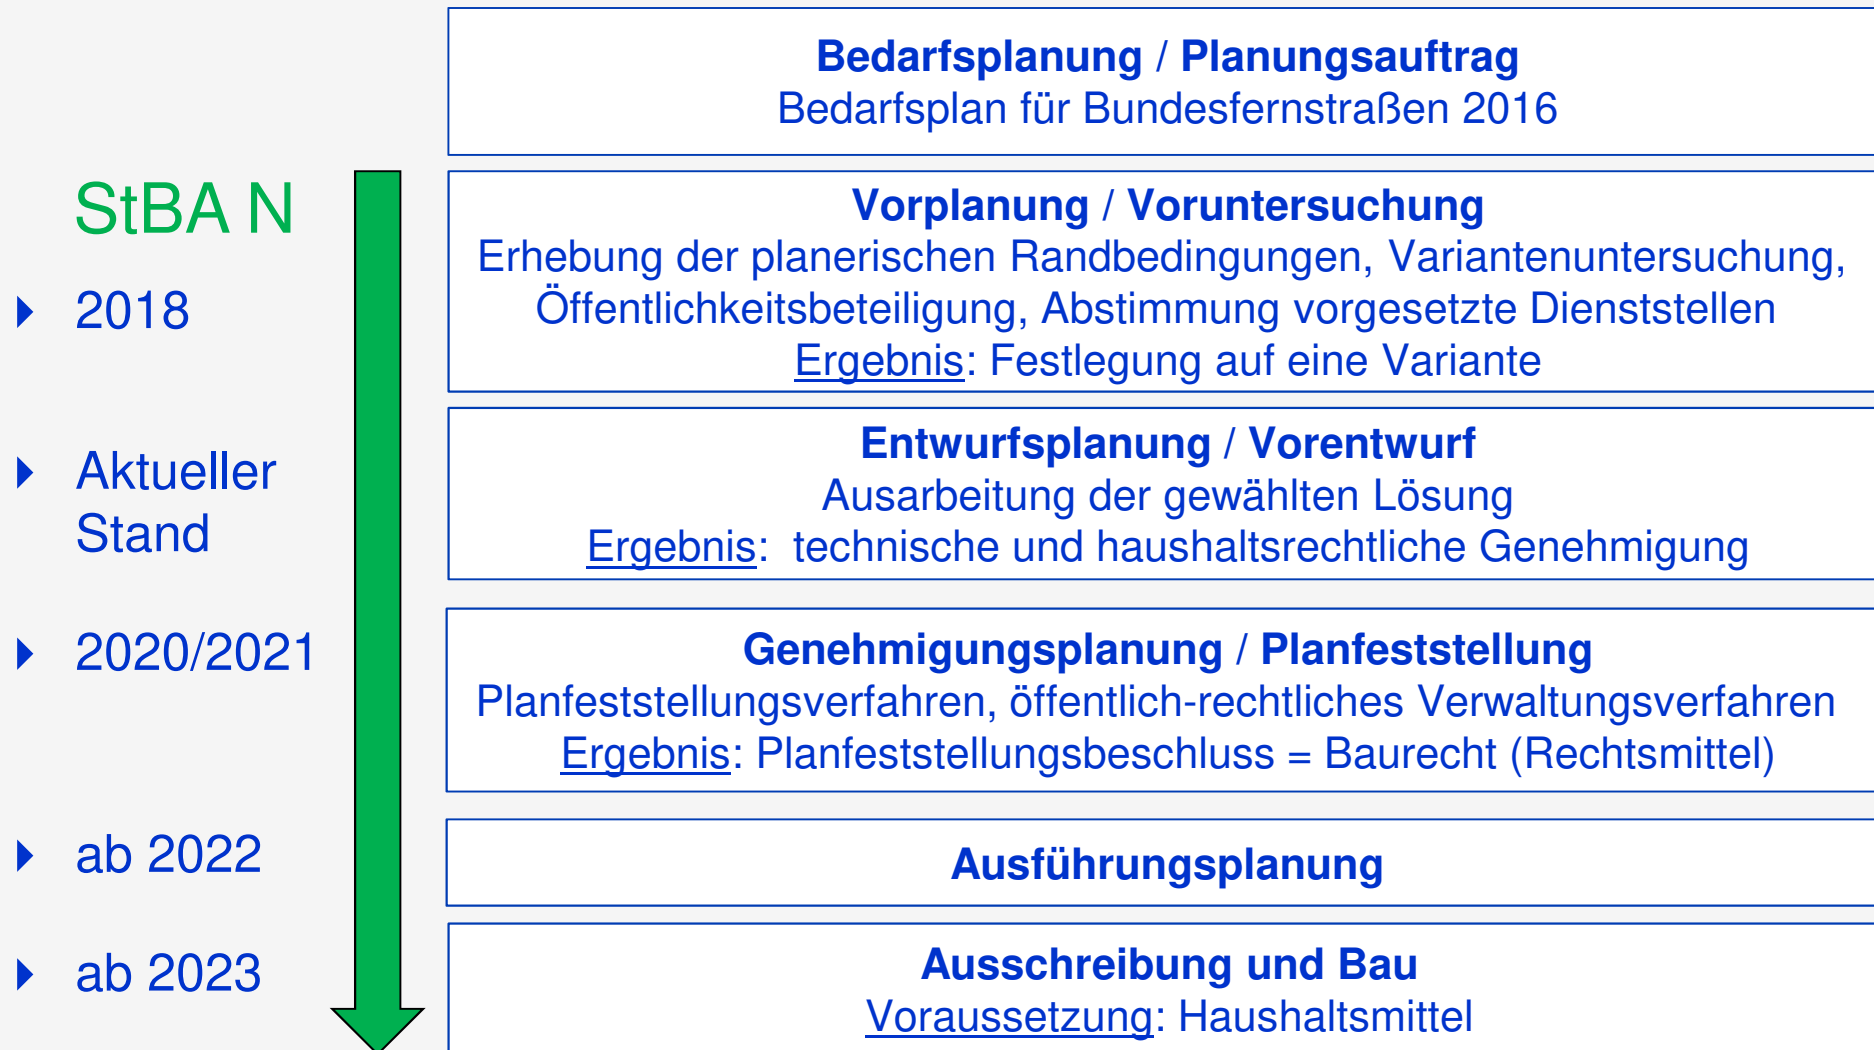 Bedarfsplanung / Planungsauftrag
Bedarfsplan für Bundesfernstraßen 2016
StBA N
2018
Vorplanung / Voruntersuchung
Erhebung der planerischen Randbedingungen, Variantenuntersuchung,
Öffentlichkeitsbeteiligung, Abstimmung vorgesetzte Dienststellen
Ergebnis: Festlegung auf eine Variante
Aktueller
Stand
Entwurfsplanung / Vorentwurf
Ausarbeitung der gewählten Lösung
Ergebnis: technische und haushaltsrechtliche Genehmigung
2020/2021
Genehmigungsplanung / Planfeststellung
Planfeststellungsverfahren, öffentlich-rechtliches Verwaltungsverfahren
Ergebnis: Planfeststellungsbeschluss = Baurecht (Rechtsmittel)
ab 2022
Ausführungsplanung
ab 2023
Ausschreibung und Bau
Voraussetzung: Haushaltsmittel